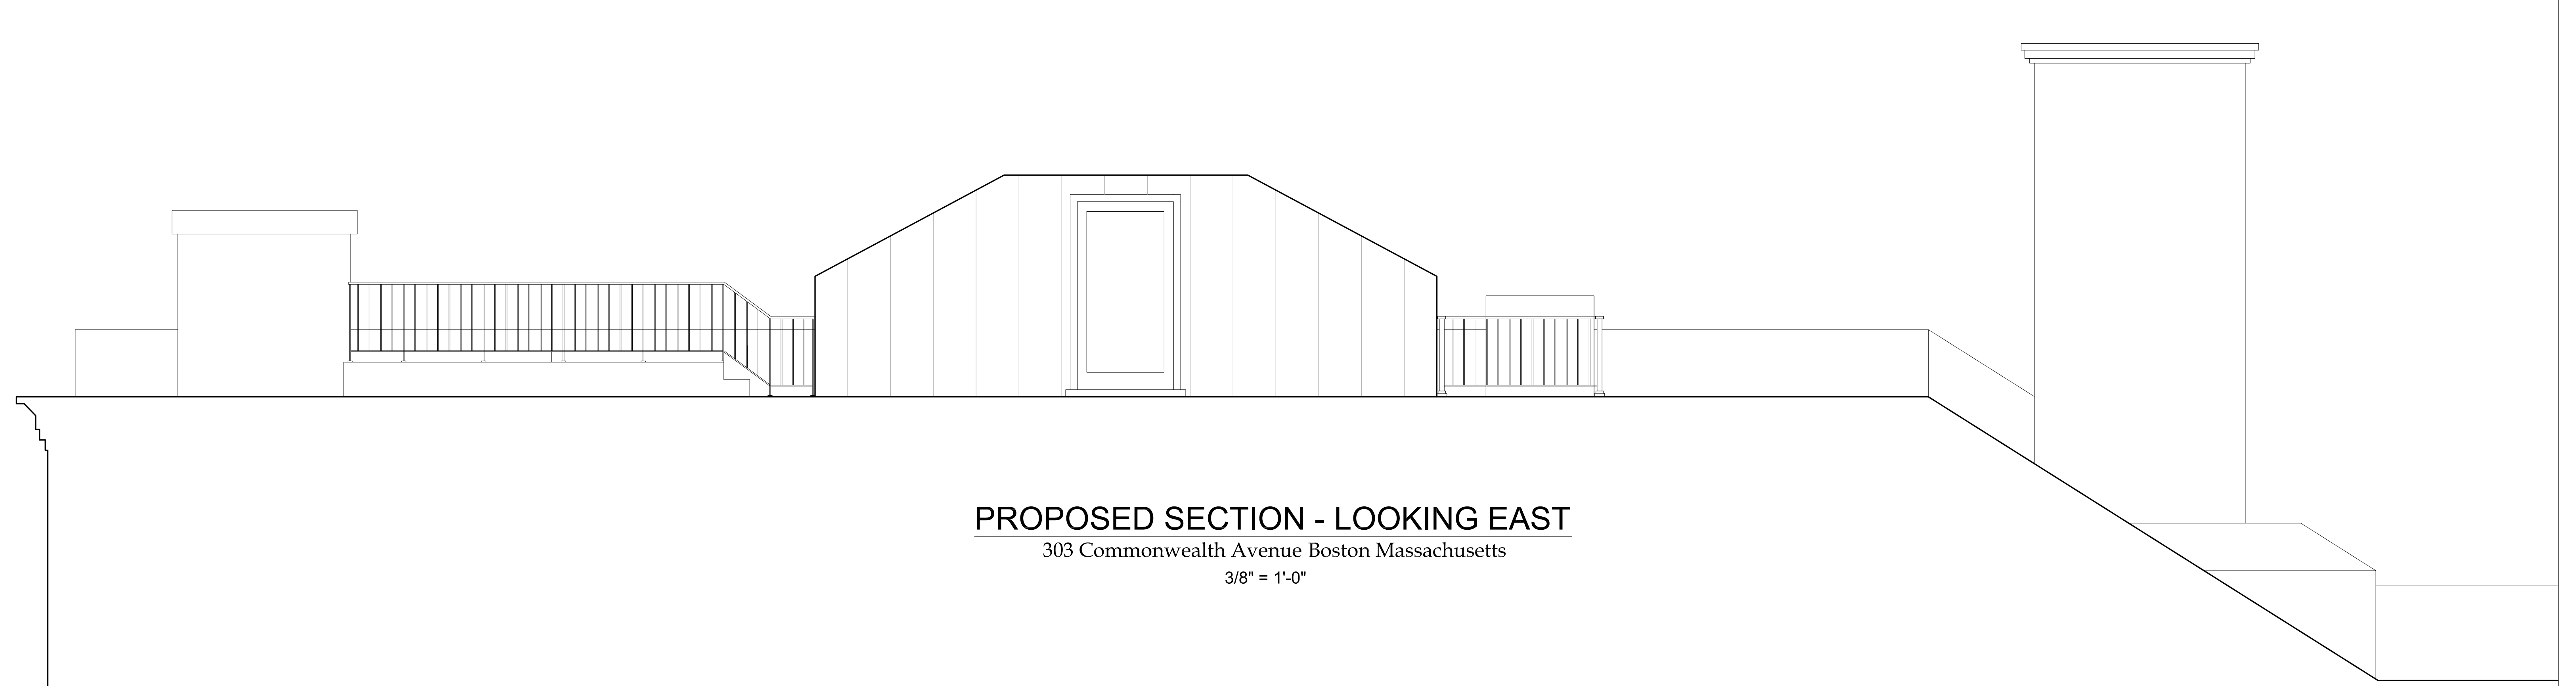 PROPOSED SECTION - LOOKING EAST
303 Commonwealth Avenue Boston Massachusetts
3/8" = 1'-0"